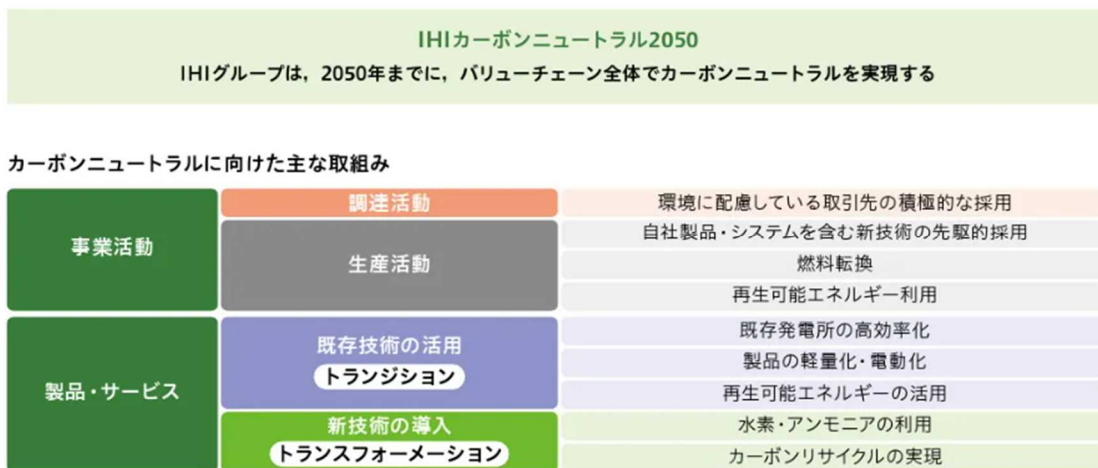 IHIカーボンニュートラル2050
IHIグループは，2050年までに，バリューチェーン全体でカーボンニュートラルを実現する
カーボンニュートラルに向けた主な取組み
事業活動
調達活動
環境に配慮している取引先の積極的な採用
生産活動
自社製品・システムを含む新技術の先駆的採用
燃料転換
再生可能エネルギー利用
製品・サービス
既存技術の活用
トランジション
既存発電所の高効率化
製品の軽量化・電動化
再生可能エネルギーの活用
新技術の導入
トランスフォーメーション
水素・アンモニアの利用
カーボンリサイクルの実現